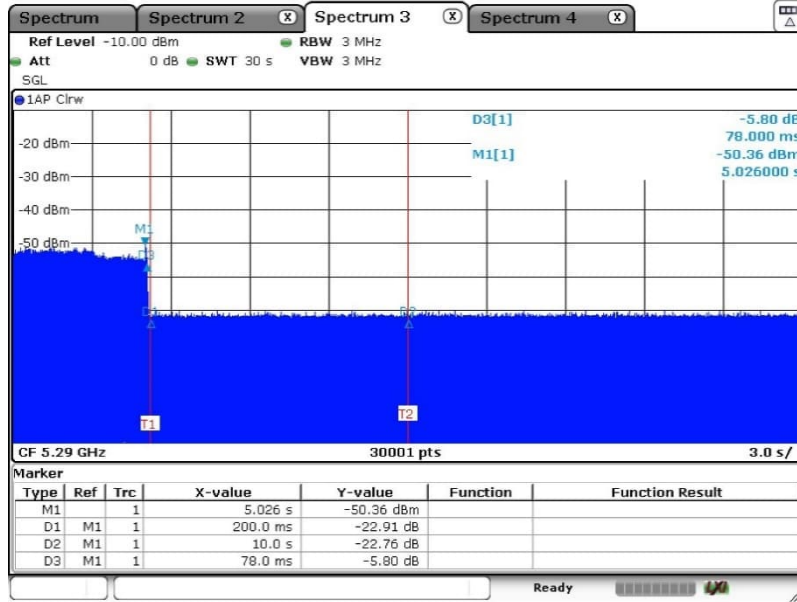 Spectrum Spectrum 2 X Spectrum 3 X Spectrum 4 X
Ref Level -10.00 dBm RBW 3 MHz
Att 0 dB SWT 30 s VBW 3 MHz
SGL
1AP Clrw
D3[1] -5.80 dB
78.000 ms
-20 dBm
M1[1] -50.36 dBm
5.026000 s
-30 dBm
-40 dBm
M1
-50 dBm
D3
D1 D2
T1 T2
CF 5.29 GHz 30001 pts 3.0 s/
Marker
Type Ref Trc X-value Y-value Function Function Result
M1 1 5.026 s -50.36 dBm
D1 M1 1 200.0 ms -22.91 dB
D2 M1 1 10.0 s -22.76 dB
D3 M1 1 78.0 ms -5.80 dB
Ready LXI